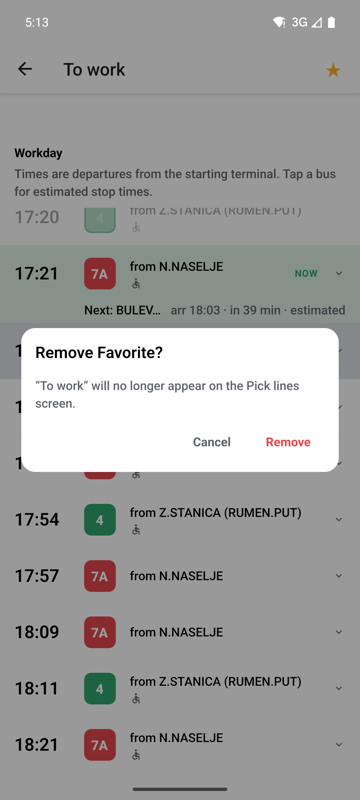 5:13
3G
To work
Workday
Times are departures from the starting terminal. Tap a bus
for estimated stop times.
17:20
4
from Z.STANICA (RUMEN.PUT)
17:21
7A
from N.NASELJE
NOW
Next: BULEV... arr 18:03 · in 39 min · estimated
Remove Favorite?
“To work” will no longer appear on the Pick lines
screen.
Cancel
Remove
17:54
4
from Z.STANICA (RUMEN.PUT)
17:57
7A
from N.NASELJE
18:09
7A
from N.NASELJE
18:11
4
from Z.STANICA (RUMEN.PUT)
18:21
7A
from N.NASELJE